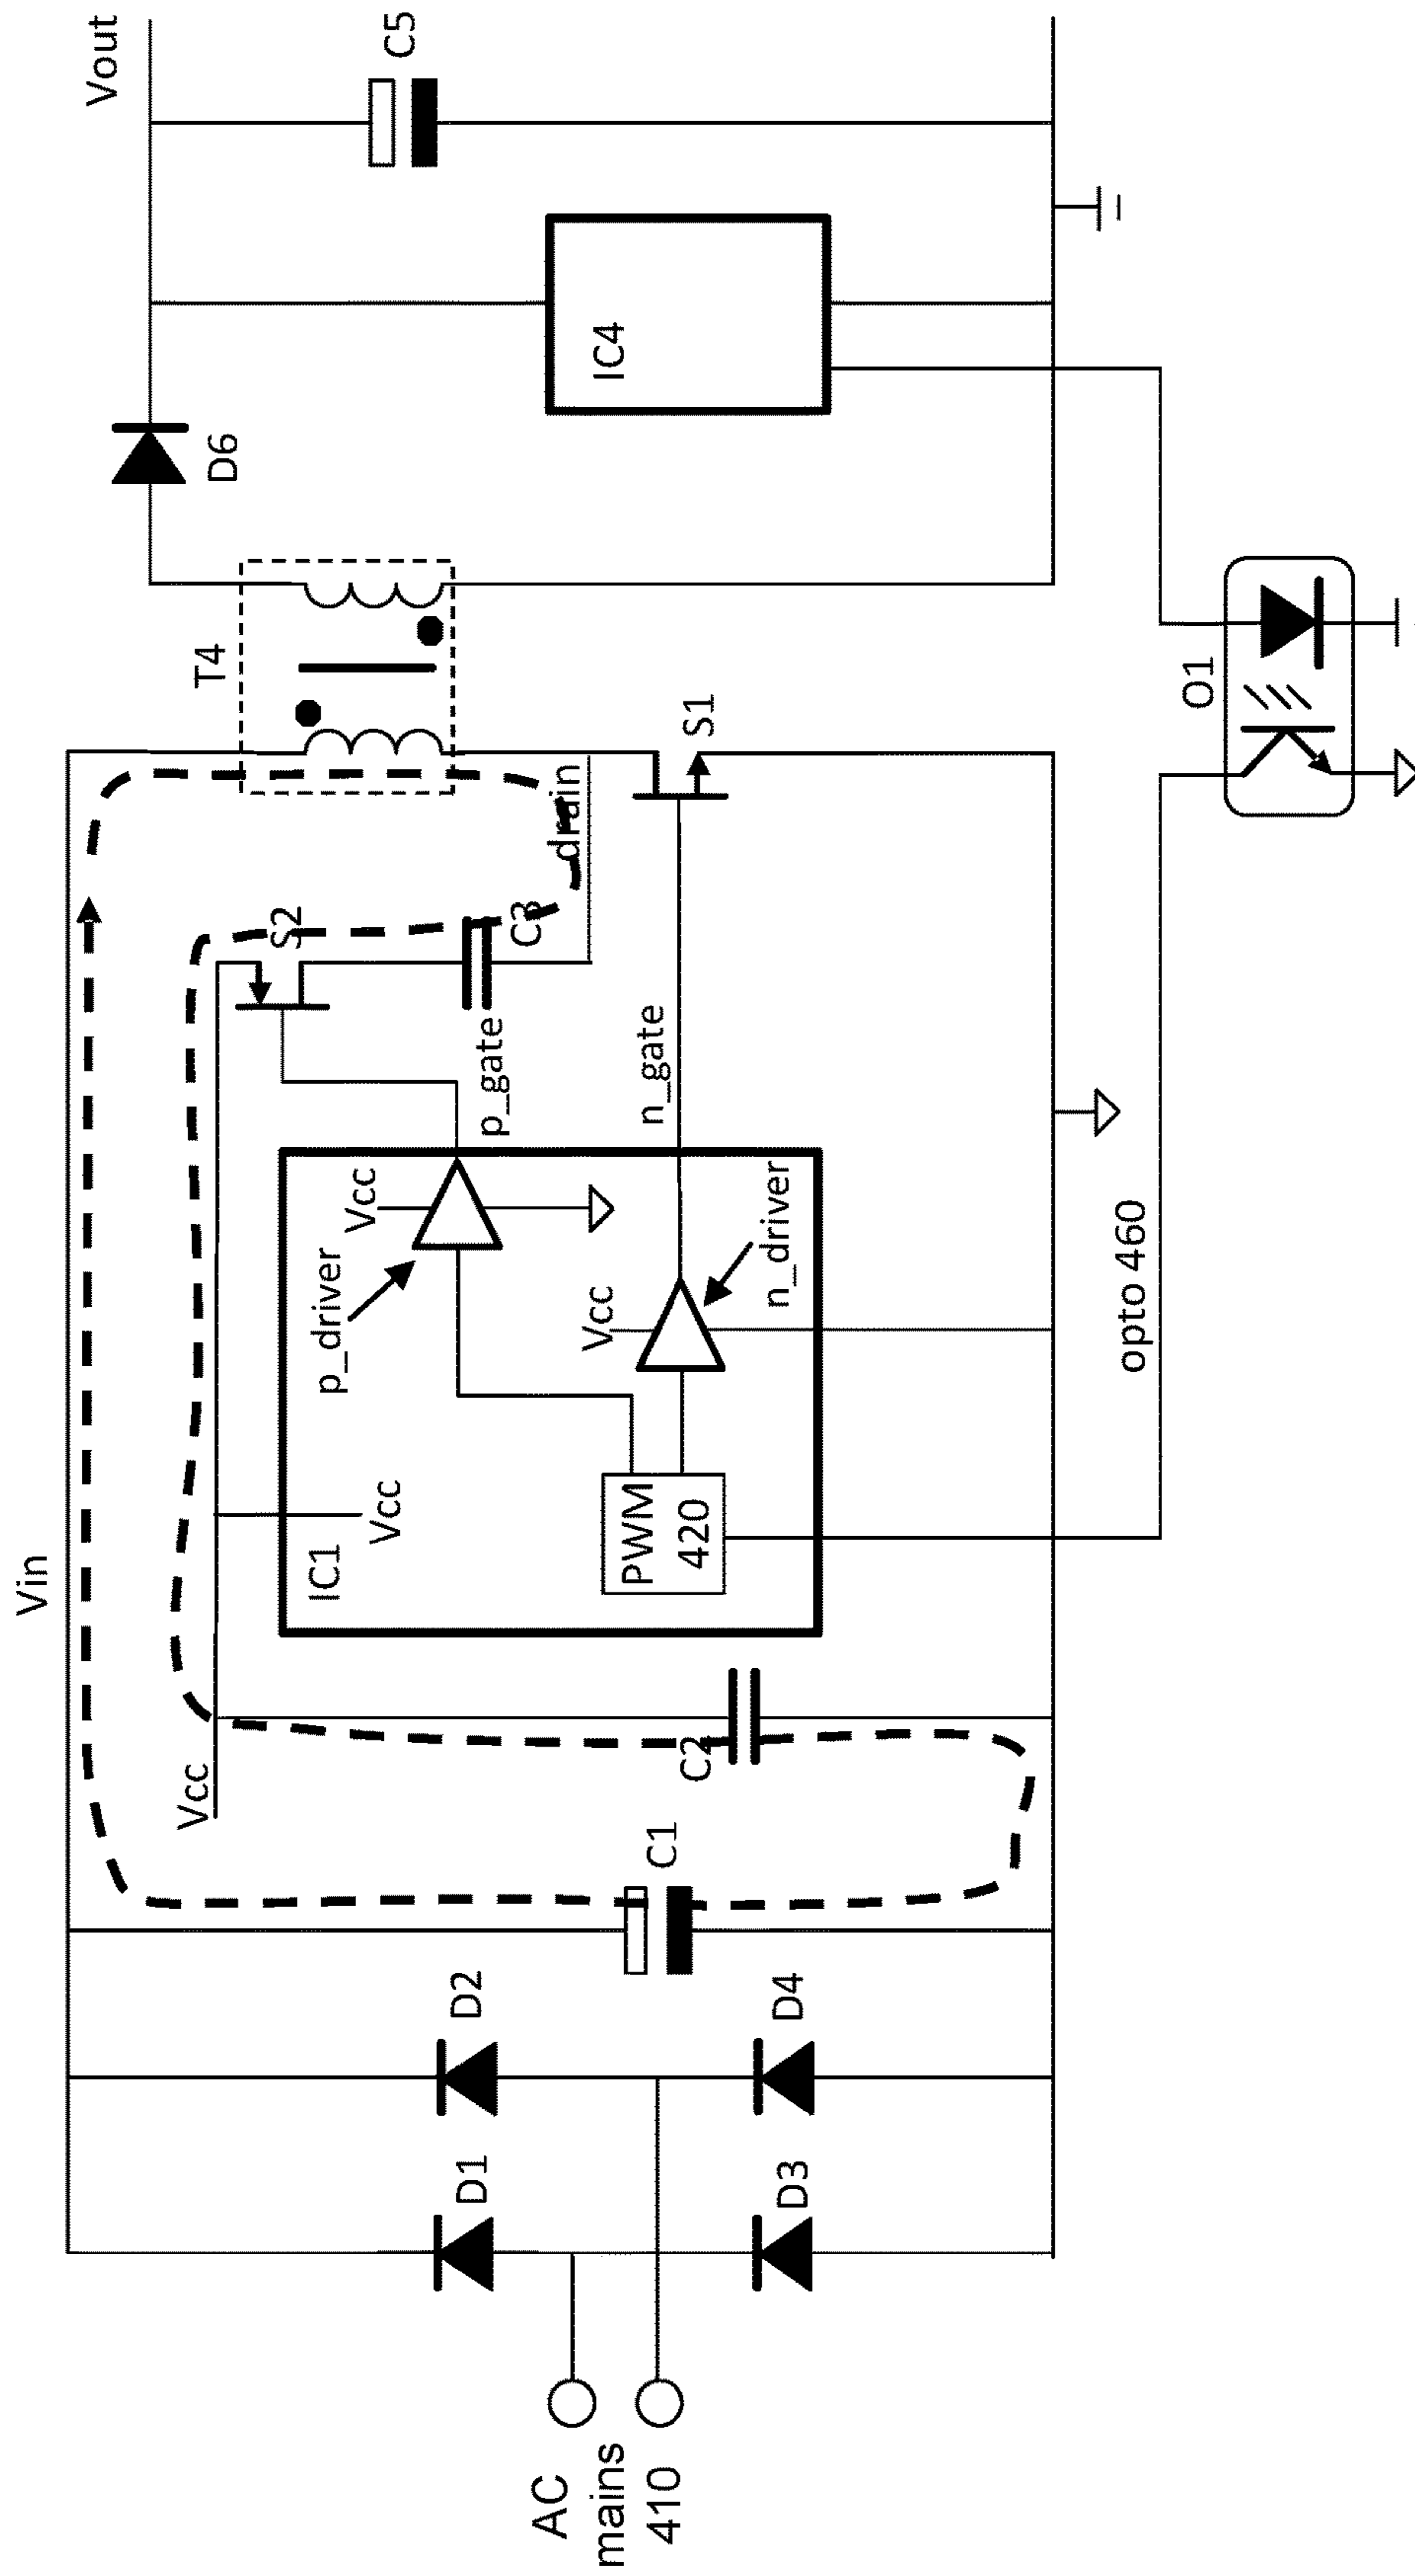 Vin
Vout
T4
D6
C5
IC4
Vcc
S2
C3
drain
S1
p_gate
n_gate
IC1
Vcc
p_driver
Vcc
Vcc
n_driver
PWM
420
C2
C1
D1
D2
D3
D4
AC
mains
410
opto 460
O1